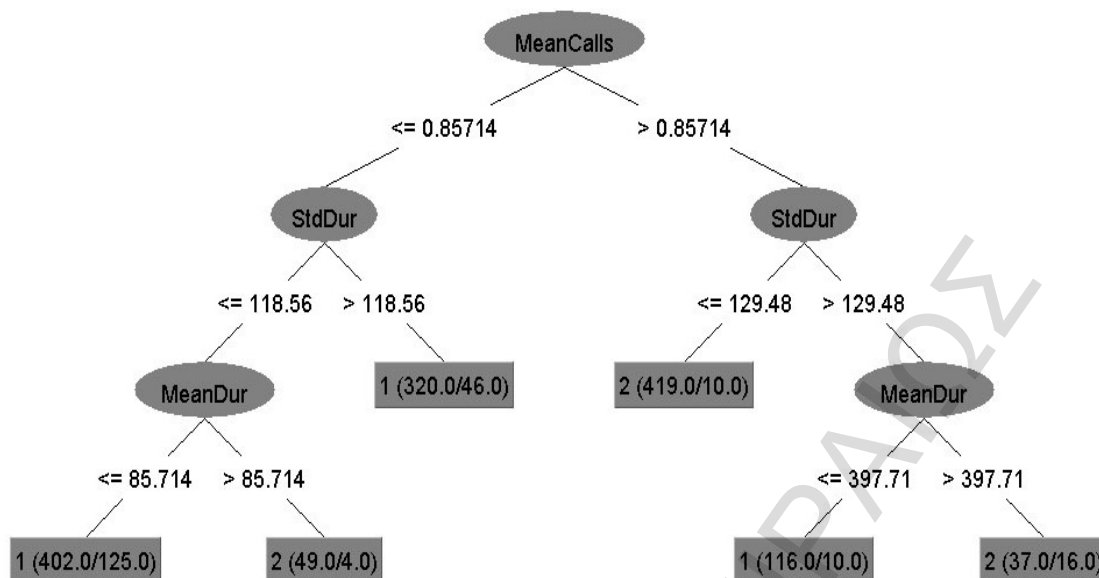 MeanCalls
<= 0.85714 > 0.85714
StdDur StdDur
<= 118.56 > 118.56 <= 129.48 > 129.48
MeanDur 1 (320.0/46.0) 2 (419.0/10.0) MeanDur
<= 85.714 > 85.714 <= 397.71 > 397.71
1 (402.0/125.0) 2 (49.0/4.0) 1 (116.0/10.0) 2 (37.0/16.0)